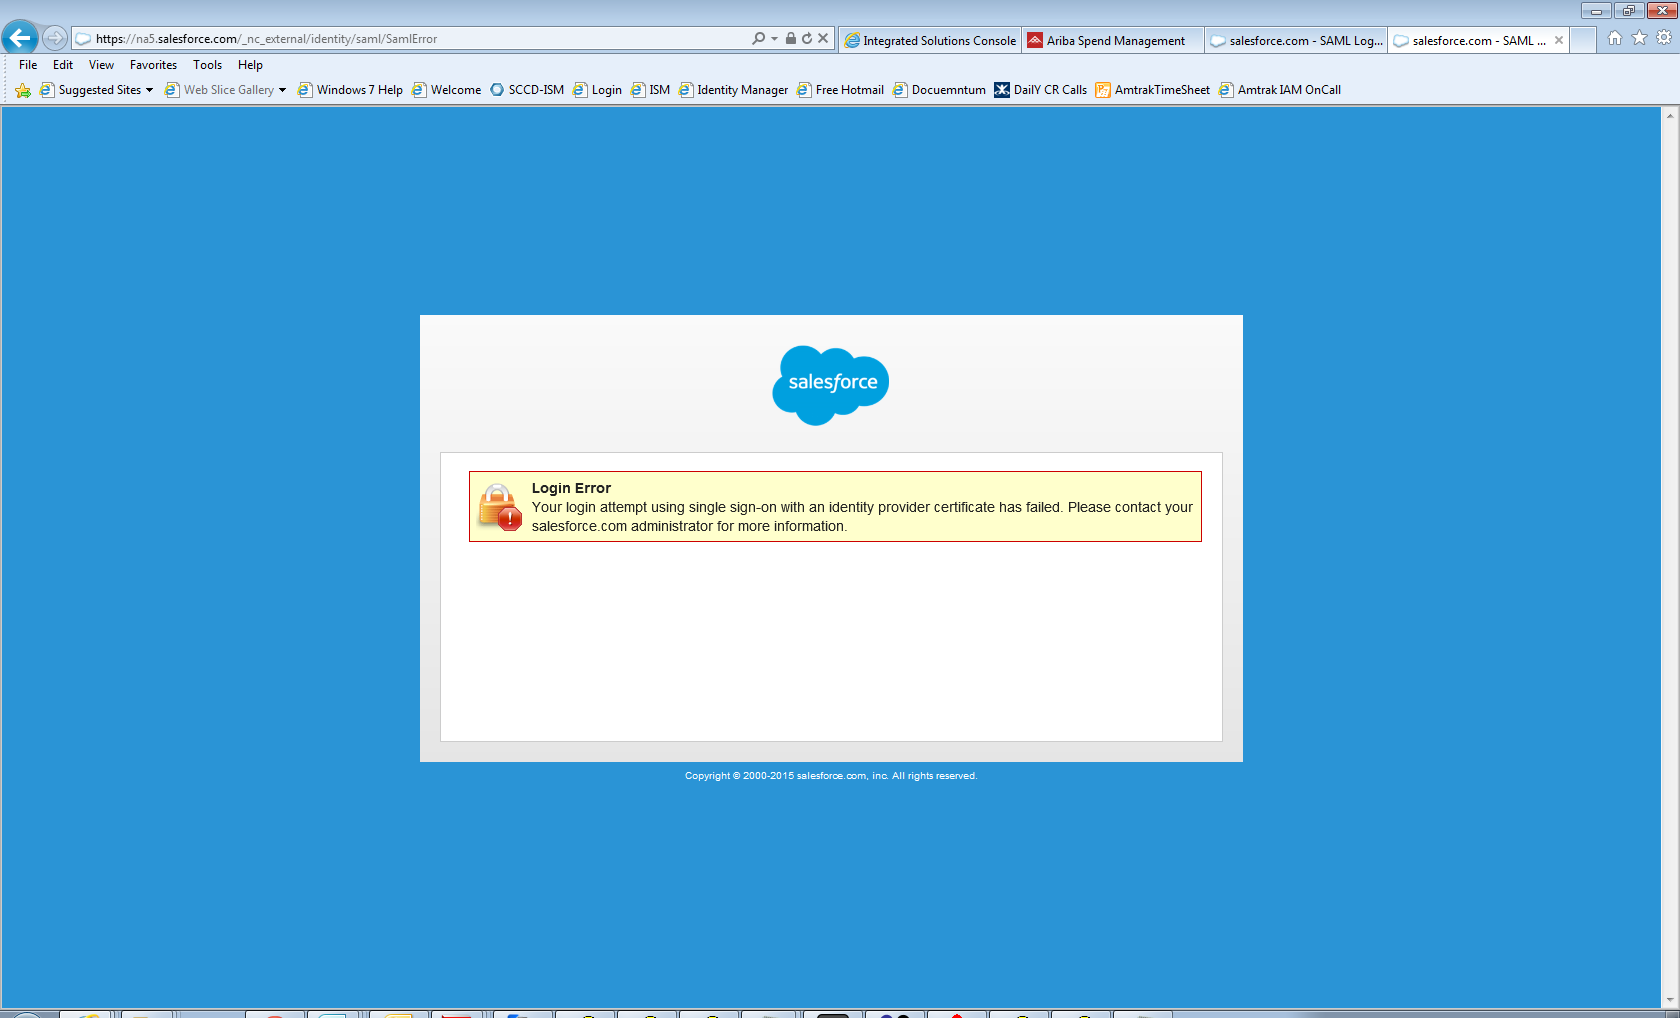 https://na5.salesforce.com/_nc_external/identity/saml/SamlError
Integrated Solutions Console
Ariba Spend Management
salesforce.com - SAML Log...
salesforce.com - SAML ...
File Edit View Favorites Tools Help
Suggested Sites Web Slice Gallery Windows 7 Help Welcome SCCD-ISM Login ISM Identity Manager Free Hotmail Docuemntum DailY CR Calls AmtrakTimeSheet Amtrak IAM OnCall
salesforce
Login Error
Your login attempt using single sign-on with an identity provider certificate has failed. Please contact your
salesforce.com administrator for more information.
Copyright © 2000-2015 salesforce.com, inc. All rights reserved.